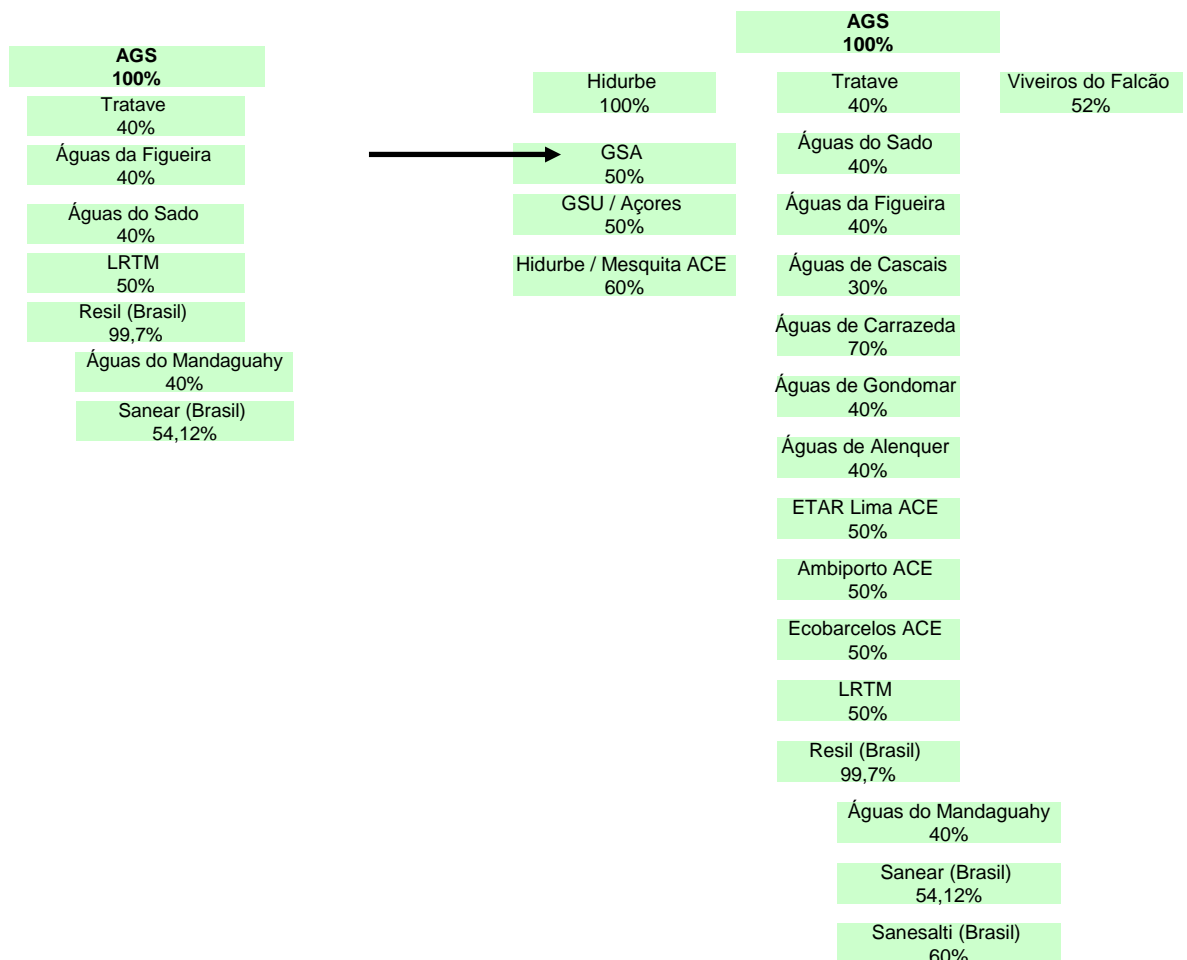 AGS
100%
Tratave
40%
Águas da Figueira
40%
Águas do Sado
40%
LRTM
50%
Resil (Brasil)
99,7%
Águas do Mandaguahy
40%
Sanear (Brasil)
54,12%
AGS
100%
Hidurbe
100%
GSA
50%
GSU / Açores
50%
Hidurbe / Mesquita ACE
60%
Tratave
40%
Águas do Sado
40%
Águas da Figueira
40%
Águas de Cascais
30%
Águas de Carrazeda
70%
Águas de Gondomar
40%
Águas de Alenquer
40%
ETAR Lima ACE
50%
Ambiporto ACE
50%
Ecobarcelos ACE
50%
LRTM
50%
Resil (Brasil)
99,7%
Águas do Mandaguahy
40%
Sanear (Brasil)
54,12%
Sanesalti (Brasil)
60%
Viveiros do Falcão
52%